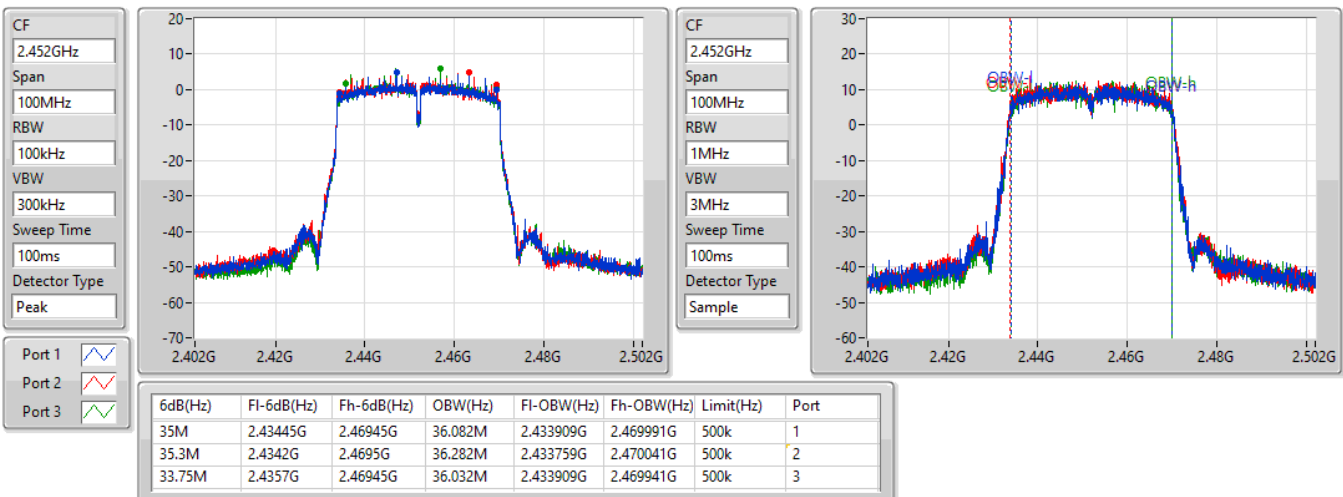 CF
2.452GHz
Span
100MHz
RBW
100kHz
VBW
300kHz
Sweep Time
100ms
Detector Type
Peak
20
10
0
-10
-20
-30
-40
-50
-60
-70
2.402G 2.42G 2.44G 2.46G 2.48G 2.502G
CF
2.452GHz
Span
100MHz
RBW
1MHz
VBW
3MHz
Sweep Time
100ms
Detector Type
Sample
30
20
10
0
-10
-20
-30
-40
-50
-60
OBW-l OBW-h
2.402G 2.42G 2.44G 2.46G 2.48G 2.502G
Port 1
Port 2
Port 3
6dB(Hz) Fl-6dB(Hz) Fh-6dB(Hz) OBW(Hz) Fl-OBW(Hz) Fh-OBW(Hz) Limit(Hz) Port
35M 2.43445G 2.46945G 36.082M 2.433909G 2.469991G 500k 1
35.3M 2.4342G 2.4695G 36.282M 2.433759G 2.470041G 500k 2
33.75M 2.4357G 2.46945G 36.032M 2.433909G 2.469941G 500k 3